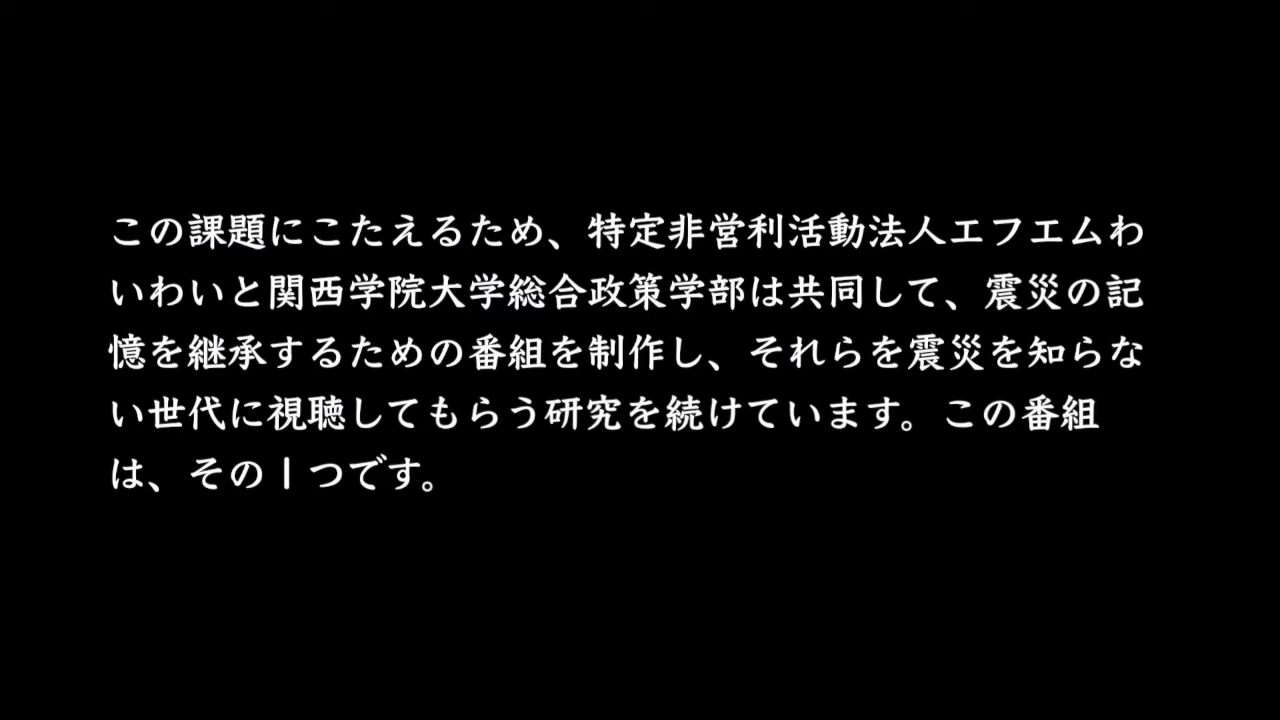 この課題にこたえるため、特定非営利活動法人エフエムわ
いわいと関西学院大学総合政策学部は共同して、震災の記
憶を継承するための番組を制作し、それらを震災を知らな
い世代に視聴してもらう研究を続けています。この番組
は、その１つです。